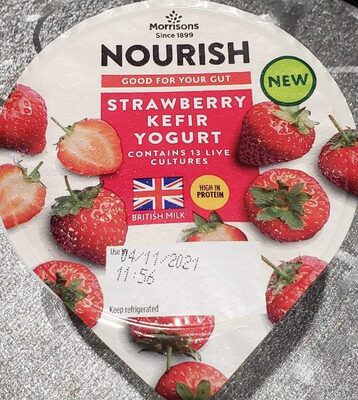 Morrisons
Since 1899
NOURISH
GOOD FOR YOUR GUT
NEW
STRAWBERRY
KEFIR
YOGURT
CONTAINS 13 LIVE
CULTURES
HIGH IN
PROTEIN
BRITISH MILK
Use
04/11/2021
11:56
Keep refrigerated